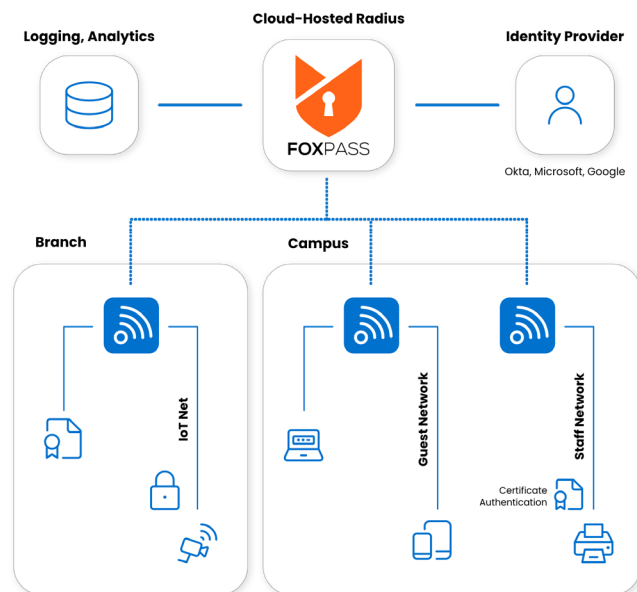 Cloud-Hosted Radius
Logging, Analytics
Identity Provider
FOXPASS
Okta, Microsoft, Google
Branch
Campus
IoT Net
Guest Network
Staff Network
Certificate
Authentication